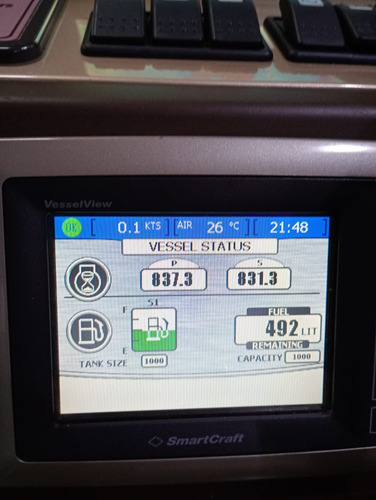 VesselView
OK [ 0.1 KTS ] [ AIR 26 °C ] [ 21:48 ]
VESSEL STATUS
P S
837.3 831.3
S1
F FUEL
492 LIT
E REMAINING
TANK SIZE 1000 CAPACITY 1000
SmartCraft